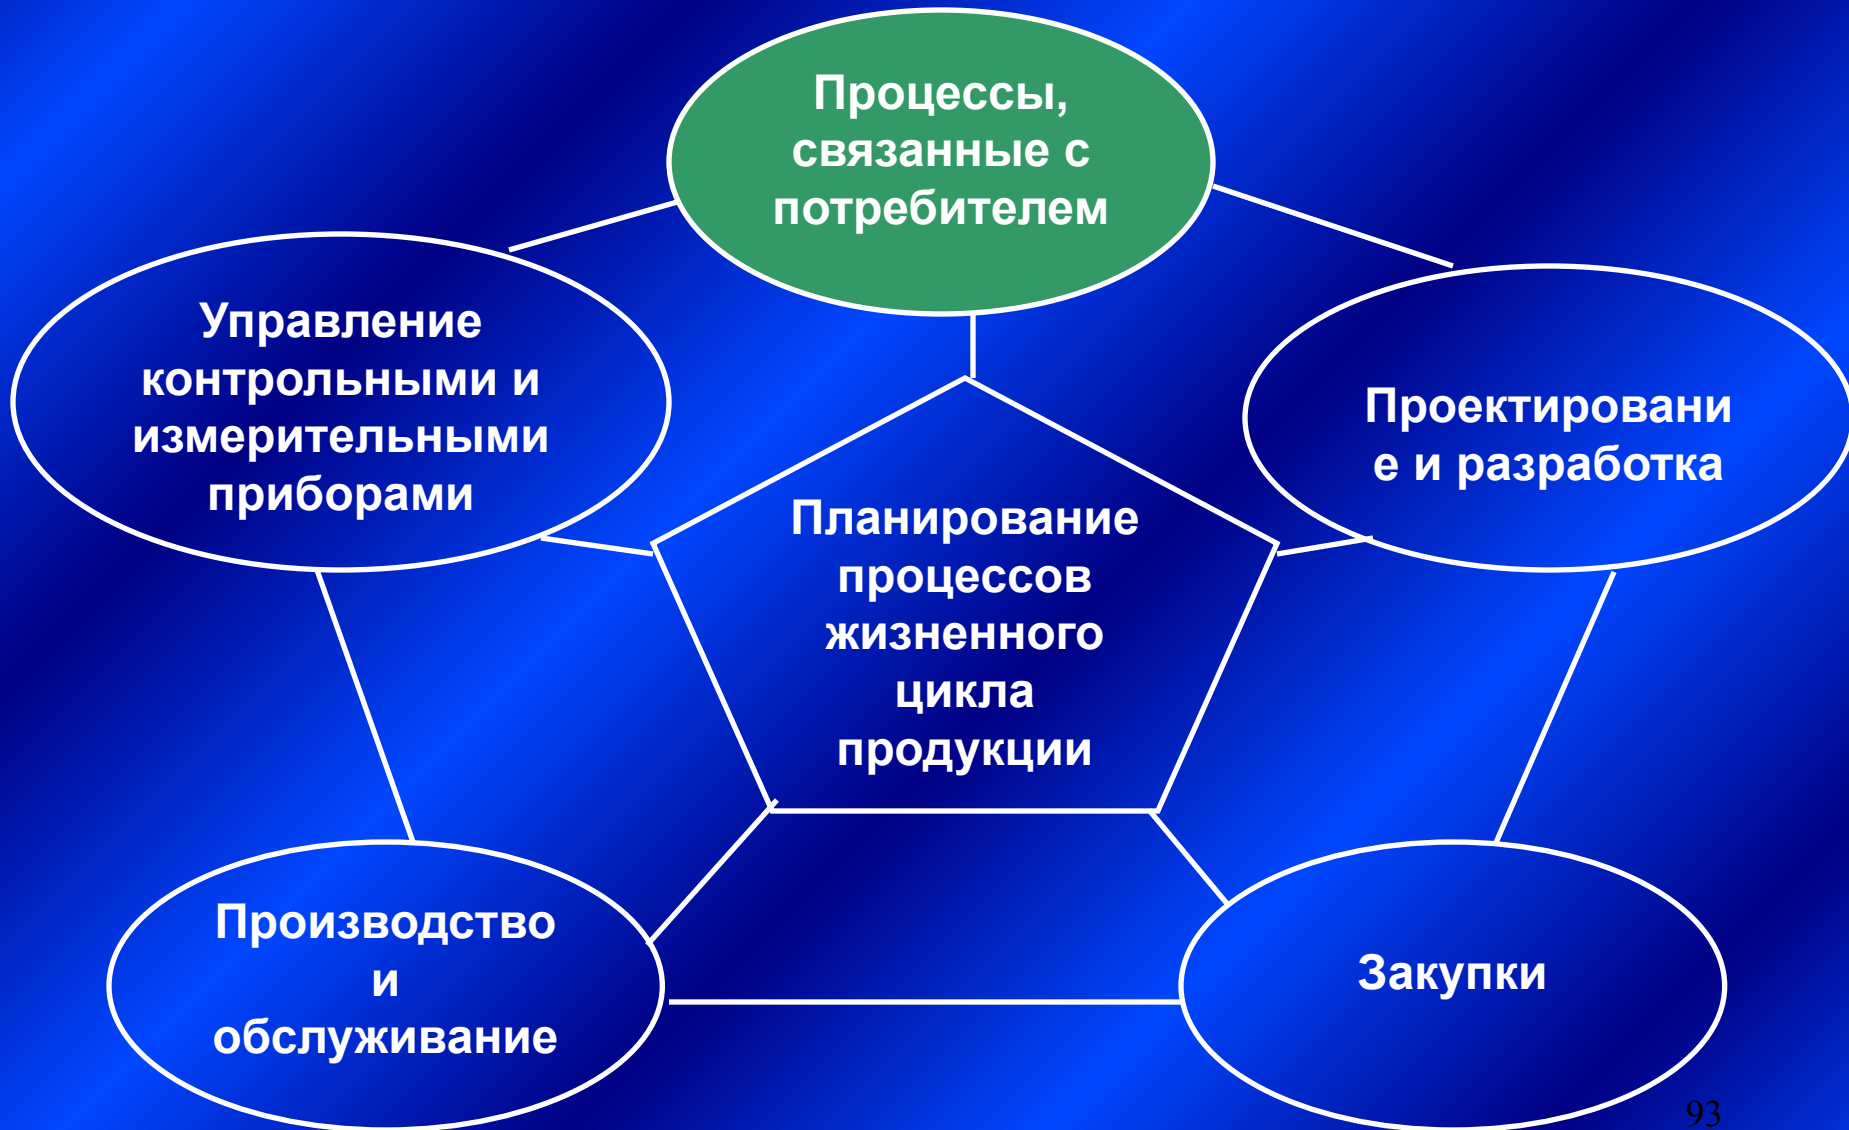 Процессы,
связанные с
потребителем
Управление
контрольными и
измерительными
приборами
Проектировани
е и разработка
Планирование
процессов
жизненного
цикла
продукции
Производство
и
обслуживание
Закупки
93